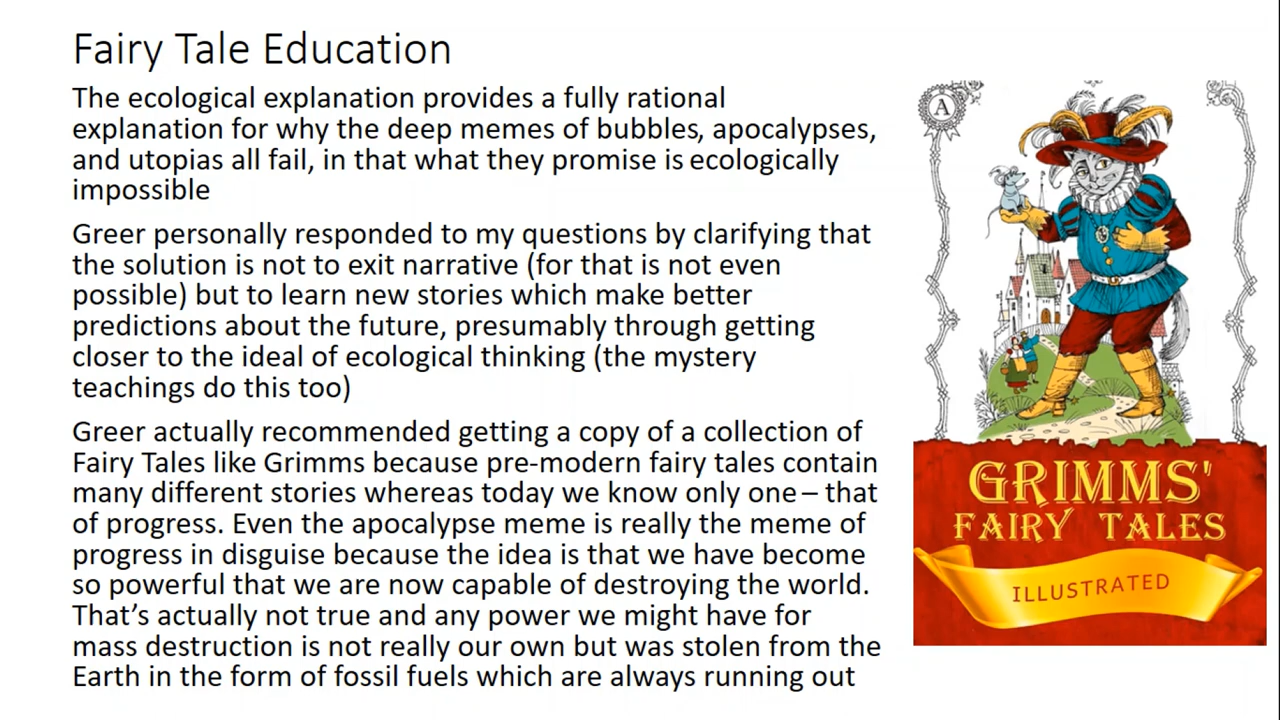 Fairy Tale Education
The ecological explanation provides a fully rational
explanation for why the deep memes of bubbles, apocalypses,
and utopias all fail, in that what they promise is ecologically
impossible
Greer personally responded to my questions by clarifying that
the solution is not to exit narrative (for that is not even
possible) but to learn new stories which make better
predictions about the future, presumably through getting
closer to the ideal of ecological thinking (the mystery
teachings do this too)
Greer actually recommended getting a copy of a collection of
Fairy Tales like Grimms because pre-modern fairy tales contain
many different stories whereas today we know only one – that
of progress. Even the apocalypse meme is really the meme of
progress in disguise because the idea is that we have become
so powerful that we are now capable of destroying the world.
That’s actually not true and any power we might have for
mass destruction is not really our own but was stolen from the
Earth in the form of fossil fuels which are always running out
A
GRIMMS'
FAIRY TALES
ILLUSTRATED